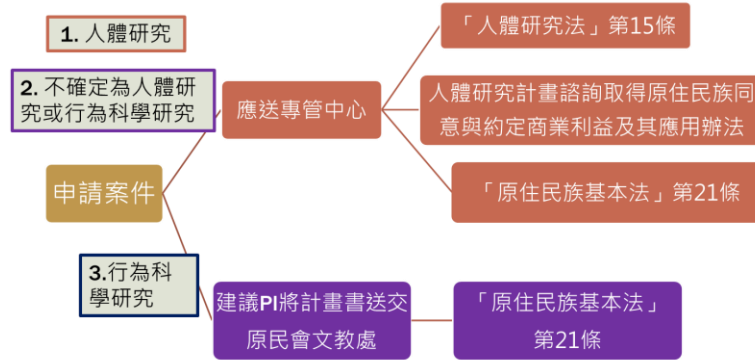 1. 人體研究
2. 不確定為人體研
究或行為科學研究
申請案件
3.行為科
學研究
應送專管中心
「人體研究法」第15條
人體研究計畫諮詢取得原住民族同
意與約定商業利益及其應用辦法
「原住民族基本法」第21條
建議PI將計畫書送交
原民會文教處
「原住民族基本法」
第21條